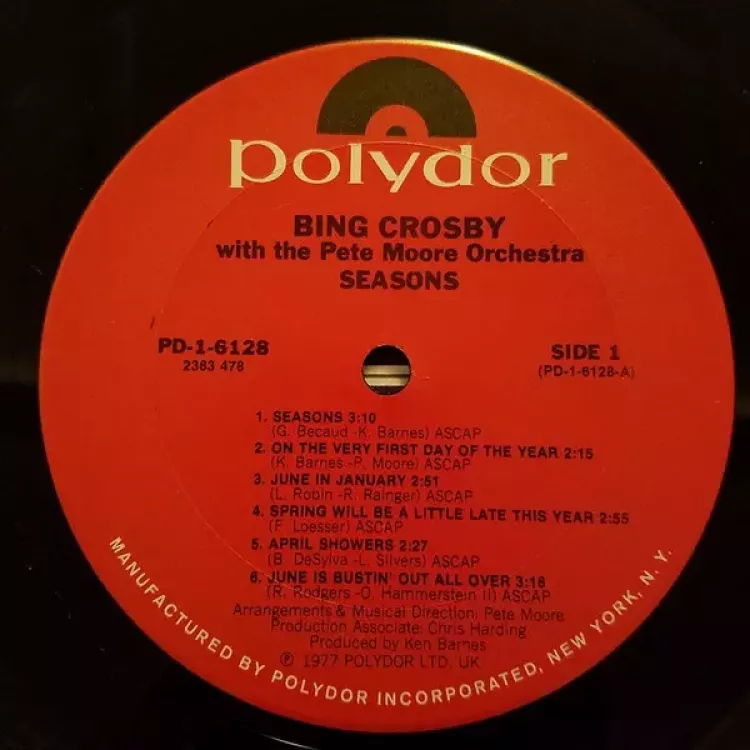 Polydor
BING CROSBY
with the Pete Moore Orchestra
SEASONS
PD-1-6128
2383 478
SIDE 1
(PD-1-6128-A)
1. SEASONS 3:10
(G. Becaud -K. Barnes) ASCAP
2. ON THE VERY FIRST DAY OF THE YEAR 2:15
(K. Barnes -P. Moore) ASCAP
3. JUNE IN JANUARY 2:51
(L. Robin -R. Rainger) ASCAP
4. SPRING WILL BE A LITTLE LATE THIS YEAR 2:55
(F. Loesser) ASCAP
5. APRIL SHOWERS 2:27
(B. DeSylva -L. Silvers) ASCAP
6. JUNE IS BUSTIN' OUT ALL OVER 3:18
(R. Rodgers -O. Hammerstein II) ASCAP
Arrangements & Musical Direction: Pete Moore
Production Associate: Chris Harding
Produced by Ken Barnes
℗ 1977 POLYDOR LTD. UK
MANUFACTURED BY POLYDOR INCORPORATED, NEW YORK, N. Y.